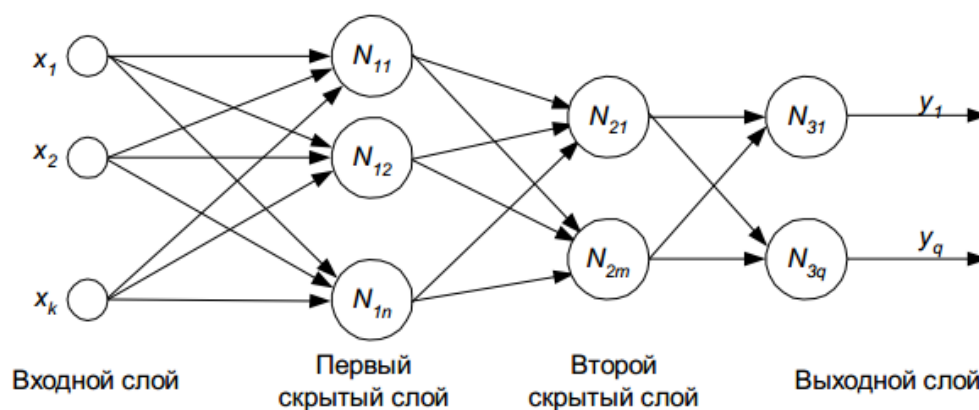 x1
x2
xk
N11
N12
N1n
N21
N2m
N31
N3q
y1
yq
Входной слой
Первый
скрытый слой
Второй
скрытый слой
Выходной слой